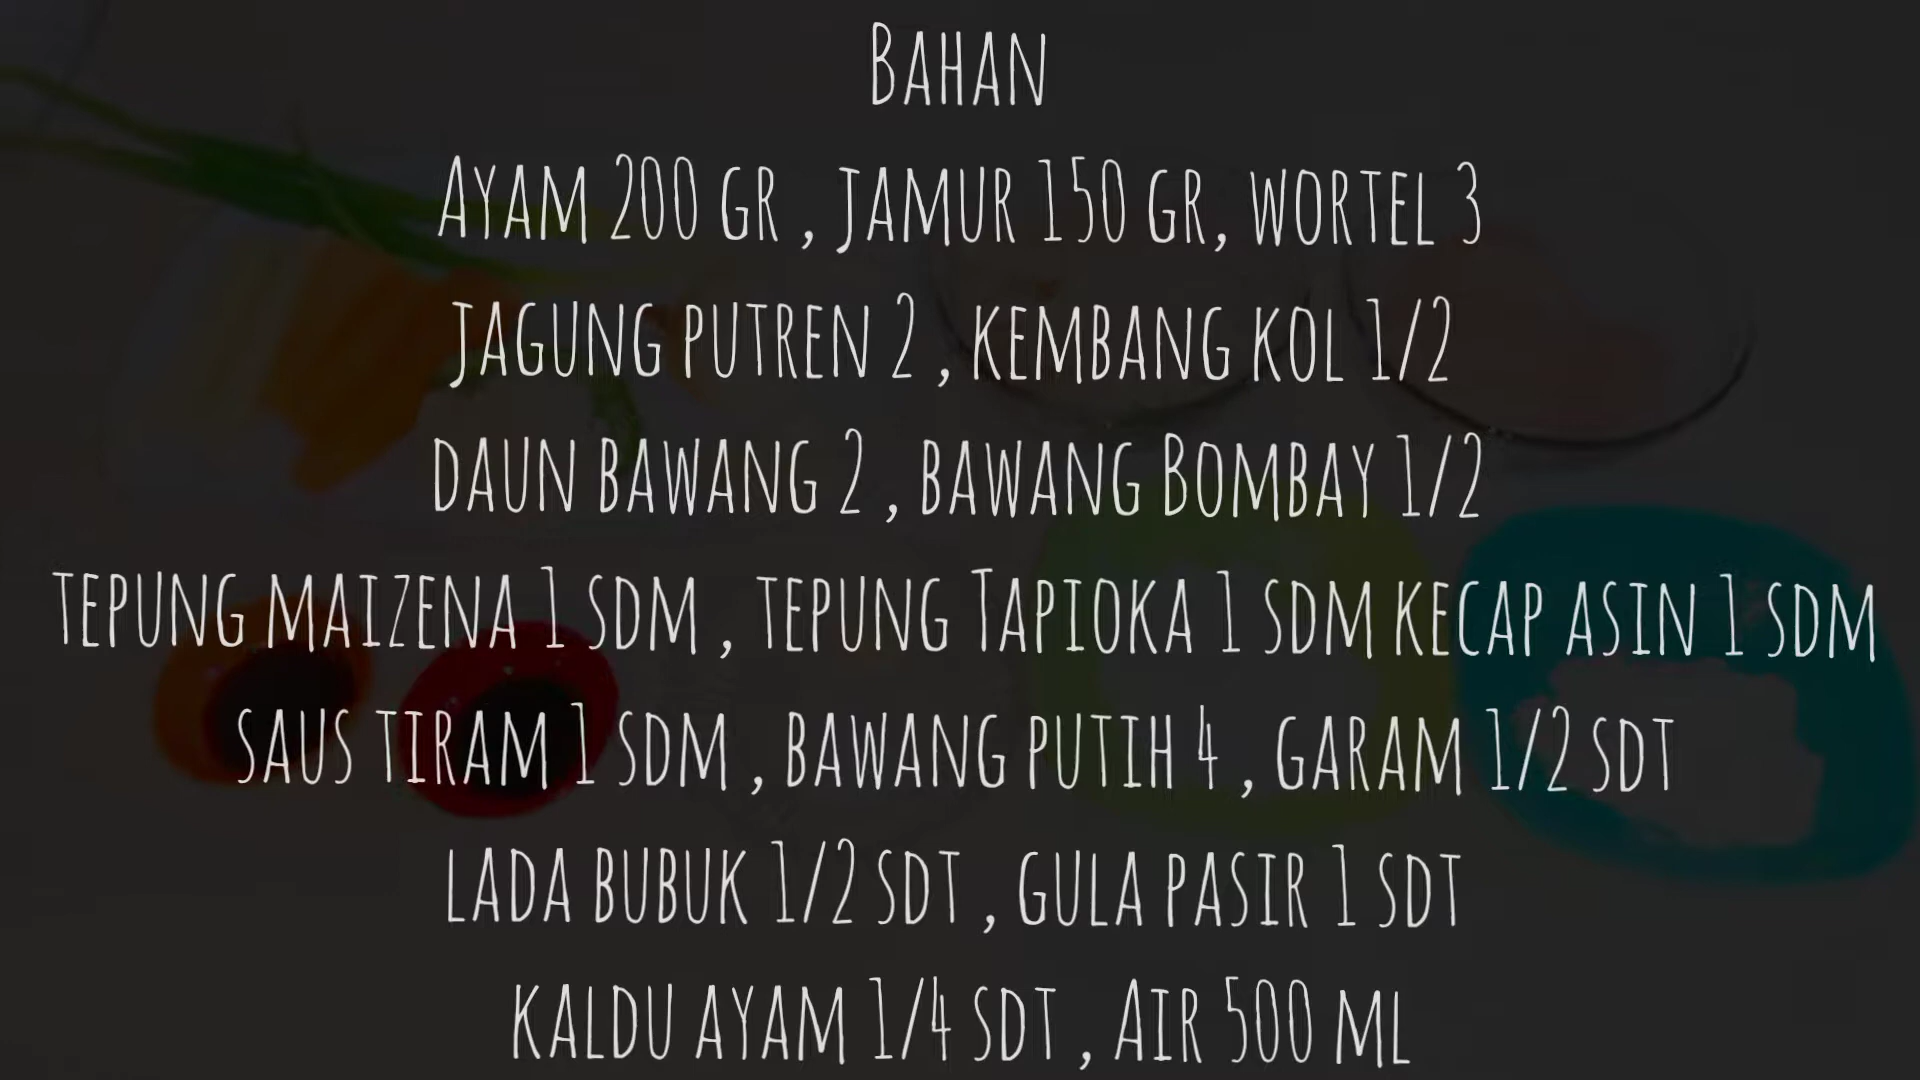 Bahan
Ayam 200 gr , jamur 150 gr, wortel 3
jagung putren 2 , kembang kol 1/2
daun bawang 2 , bawang Bombay 1/2
tepung maizena 1 sdm , tepung Tapioka 1 sdm kecap asin 1 sdm
saus tiram 1 sdm , bawang putih 4 , garam 1/2 sdt
lada bubuk 1/2 sdt , gula pasir 1 sdt
kaldu ayam 1/4 sdt , Air 500 ml